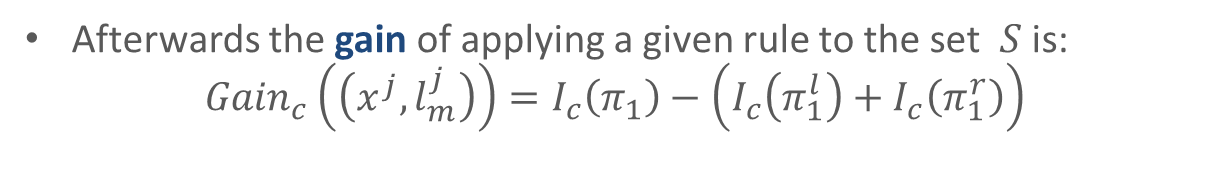 • Afterwards the gain of applying a given rule to the set S is:
Gain_c((x^j, l_m^j)) = I_c(π_1) − (I_c(π_1^l) + I_c(π_1^r))